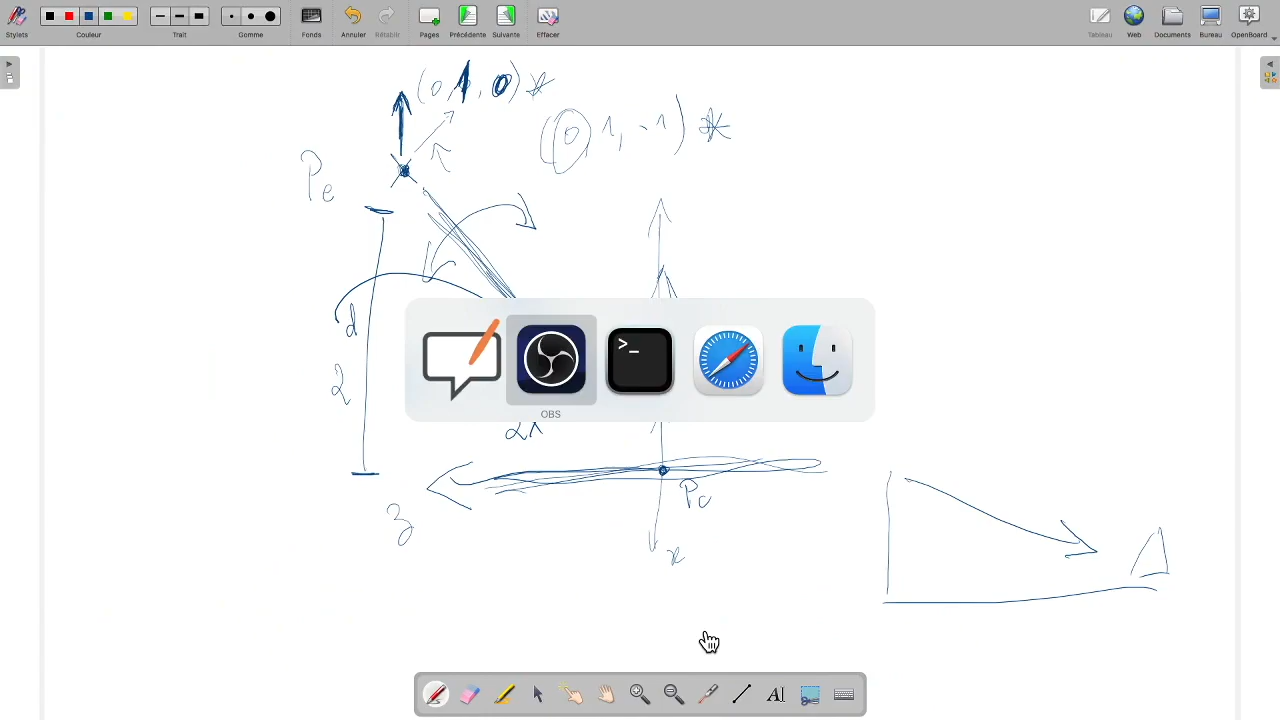 Stylets
Couleur
Trait
Gomme
Fonds
Annuler
Rétablir
Pages
Précédente
Suivante
Effacer
Tableau
Web
Documents
Bureau
OpenBoard
(0, 1, 0) *
(0, 1, -1) *
Pe
d
2
>_
OBS
Pc
z
x
AI